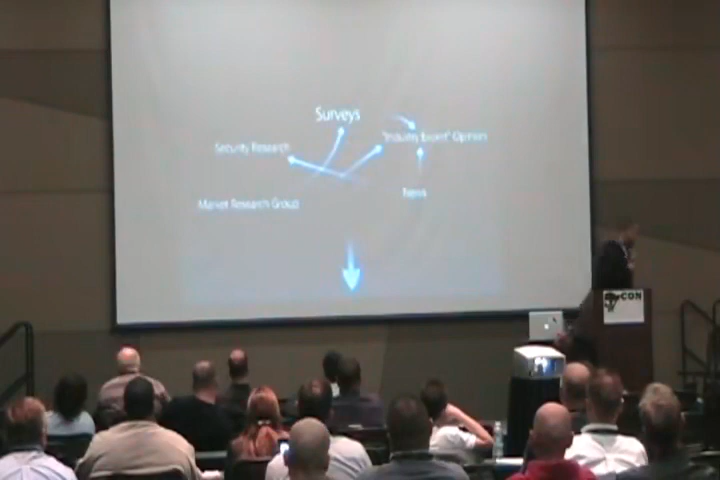 Surveys
Security Research
"Industry Expert" Opinions
News
Market Research Group
CON